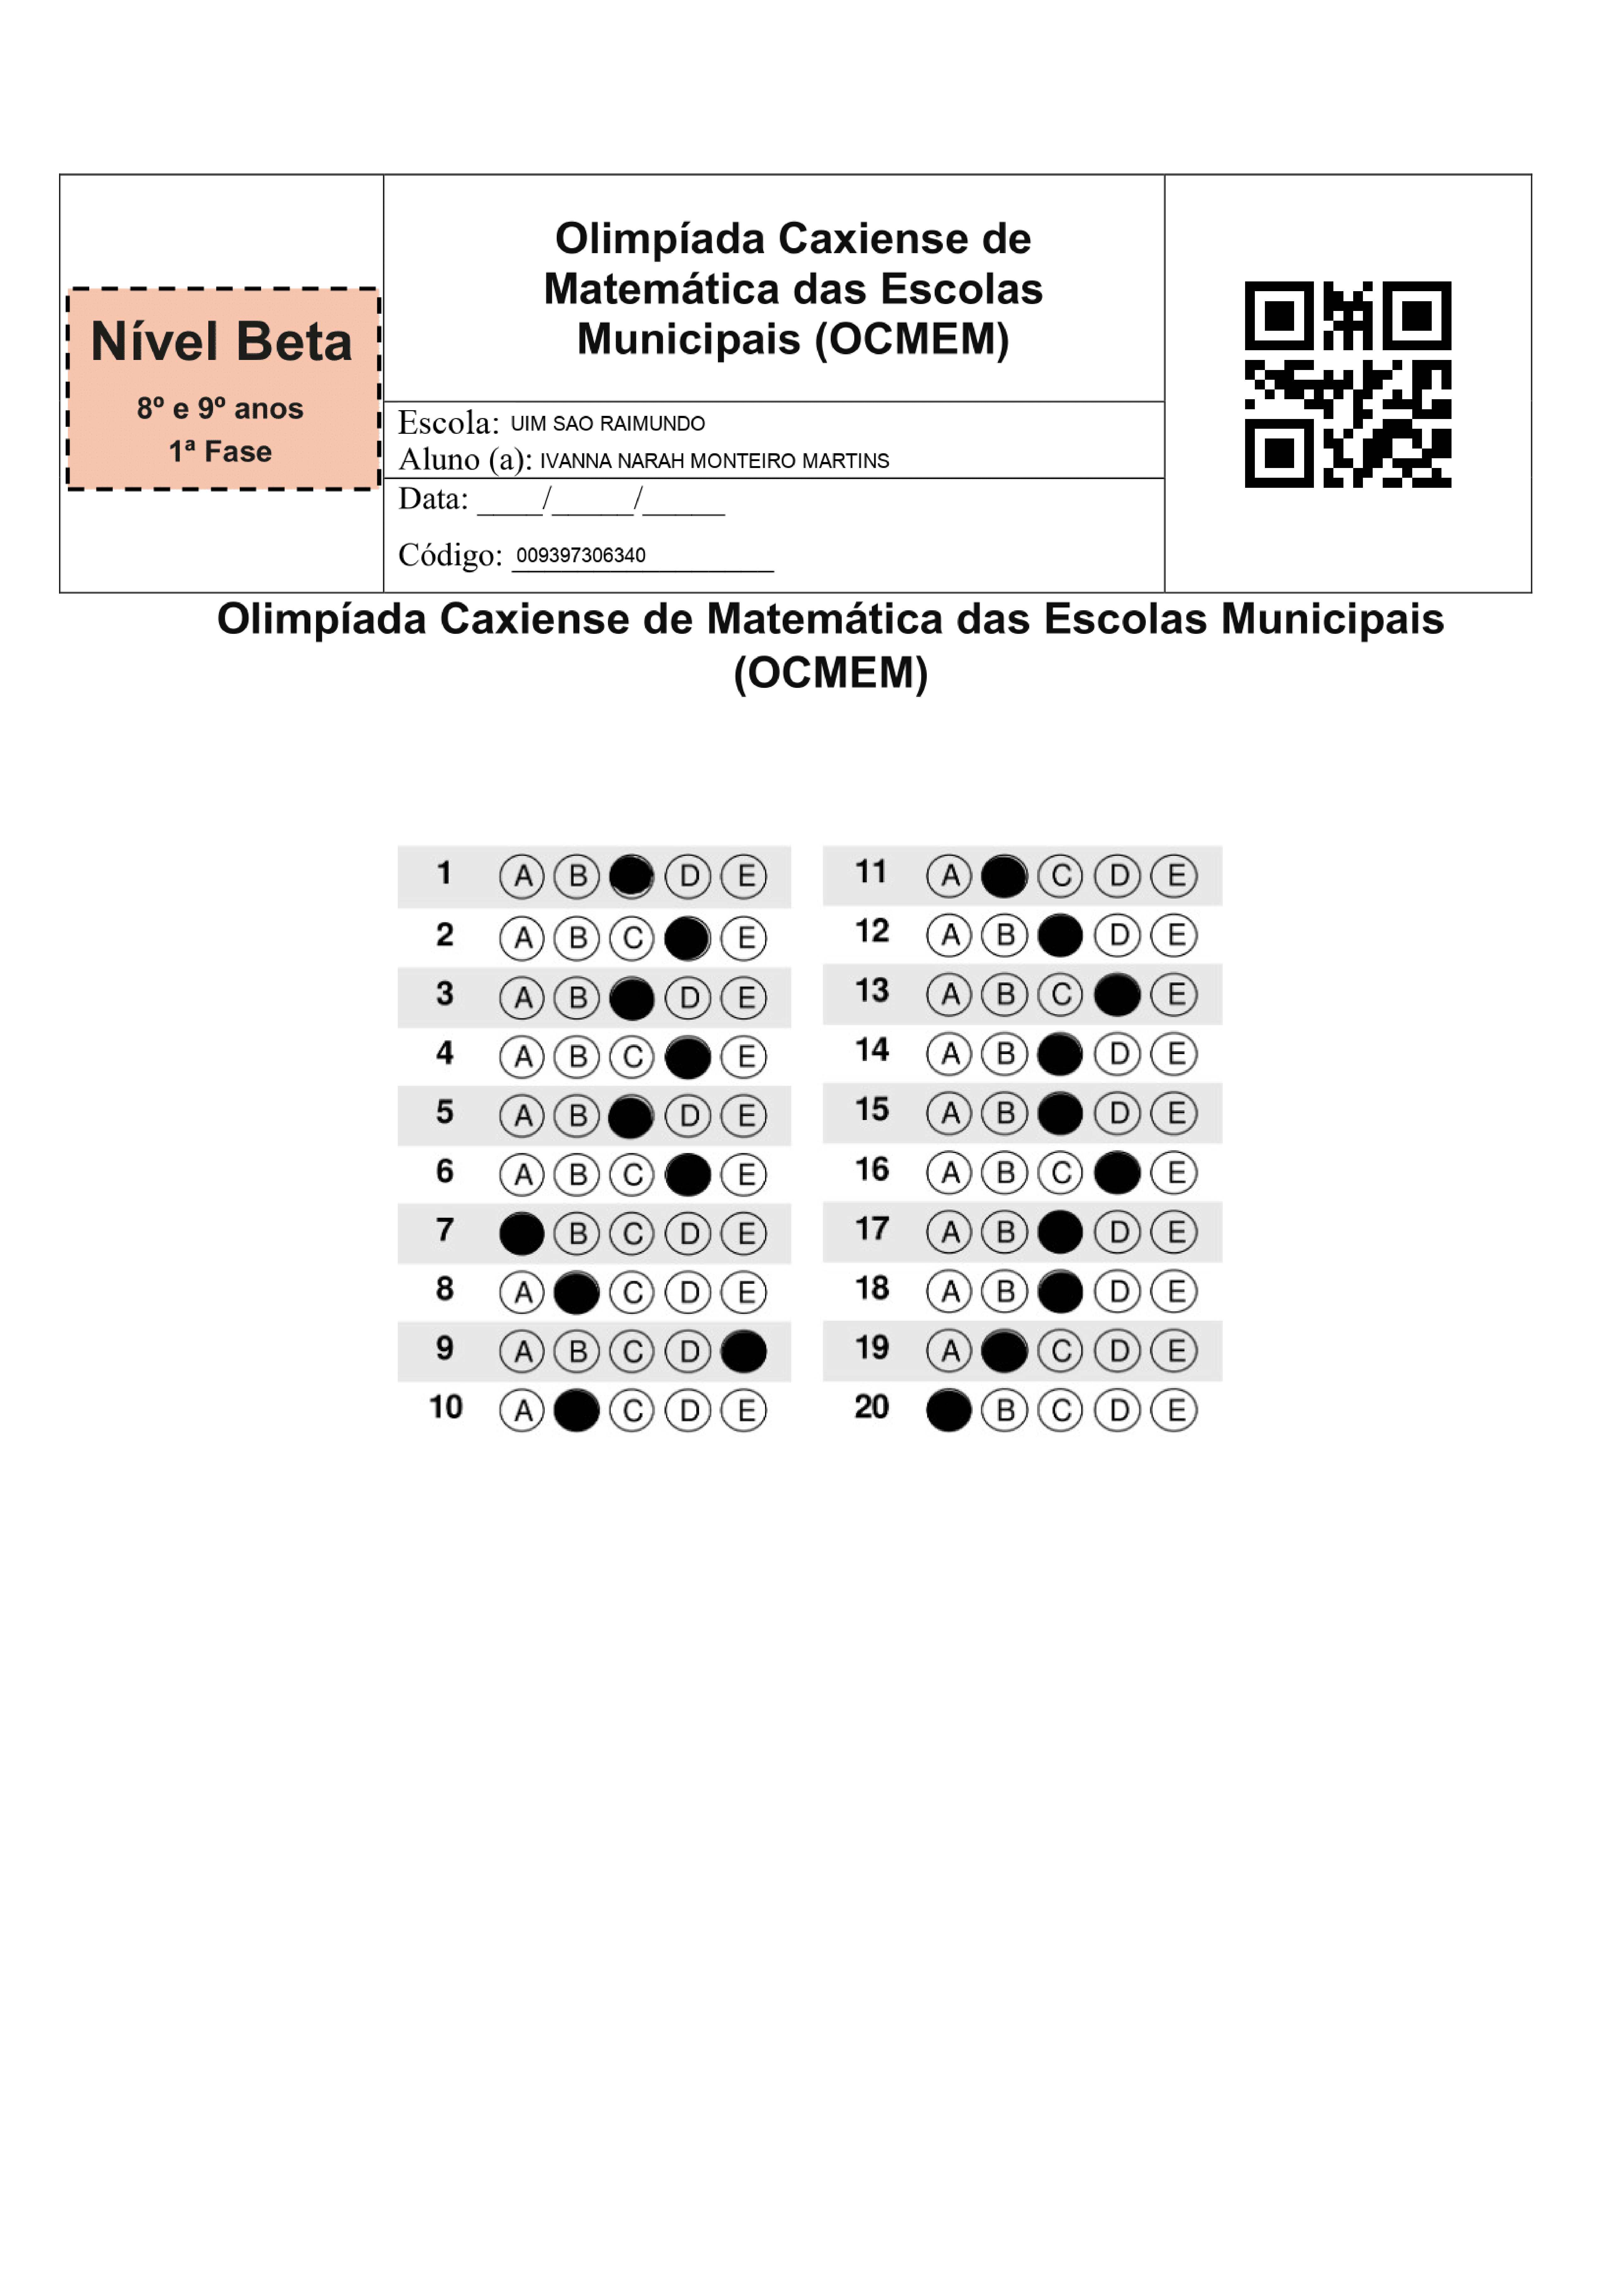 Nível Beta
8º e 9º anos
1ª Fase
Olimpíada Caxiense de
Matemática das Escolas
Municipais (OCMEM)
Escola: UIM SAO RAIMUNDO
Aluno (a): IVANNA NARAH MONTEIRO MARTINS
Data: ____/_____/_____
Código: 009397306340
Olimpíada Caxiense de Matemática das Escolas Municipais
(OCMEM)
1 A B D E
2 A B C E
3 A B D E
4 A B C E
5 A B D E
6 A B C E
7 B C D E
8 A C D E
9 A B C D
10 A C D E
11 A C D E
12 A B D E
13 A B C E
14 A B D E
15 A B D E
16 A B C E
17 A B D E
18 A B D E
19 A C D E
20 B C D E